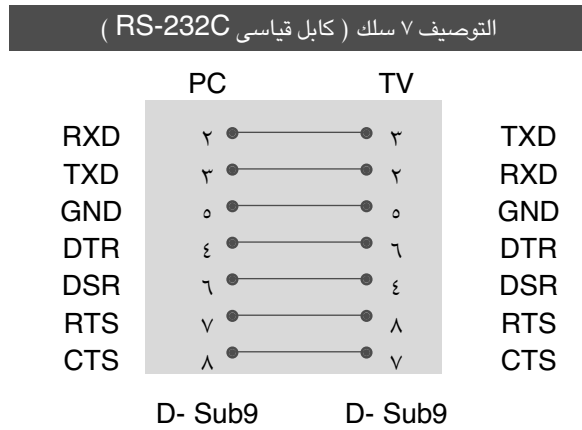 التوصيف ٧ سلك ( كابل قياسى RS-232C )
PC TV
RXD ٢ ٣ TXD
TXD ٣ ٢ RXD
GND ٥ ٥ GND
DTR ٤ ٦ DTR
DSR ٦ ٤ DSR
RTS ٧ ٨ RTS
CTS ٨ ٧ CTS
D- Sub9 D- Sub9